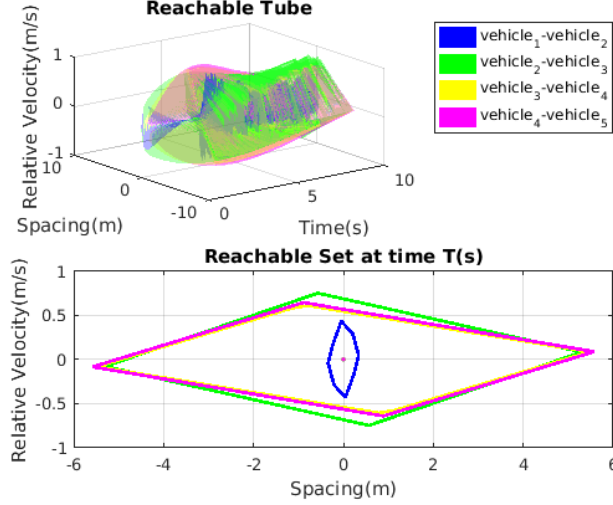 Reachable Tube
Relative Velocity(m/s)
1
0
-1
10
0
-10
Spacing(m)
0
5
10
Time(s)
vehicle₁-vehicle₂
vehicle₂-vehicle₃
vehicle₃-vehicle₄
vehicle₄-vehicle₅
Reachable Set at time T(s)
Relative Velocity(m/s)
1
0.5
0
-0.5
-1
-6
-4
-2
0
2
4
6
Spacing(m)